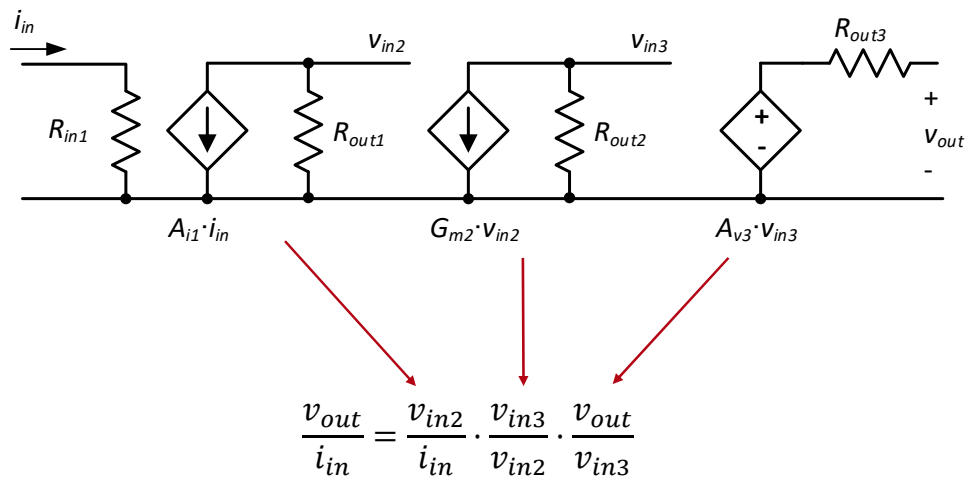 i_in
v_in2 v_in3 R_out3
R_in1 R_out1 R_out2 + - + v_out -
A_i1·i_in G_m2·v_in2 A_v3·v_in3
v_out/i_in = v_in2/i_in · v_in3/v_in2 · v_out/v_in3